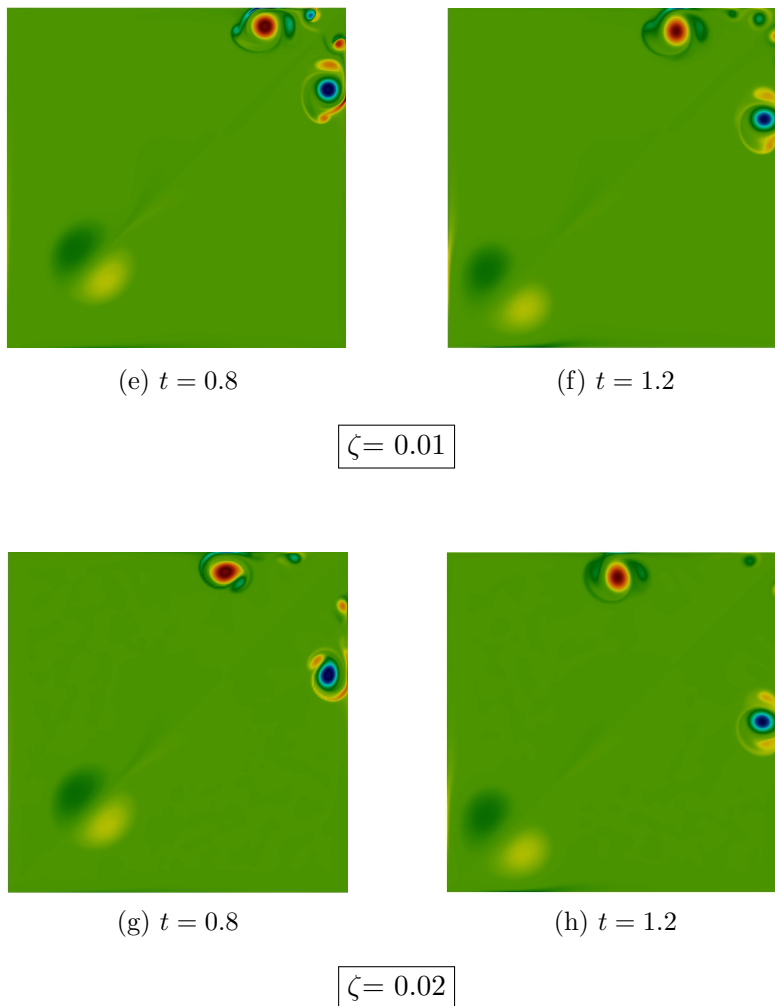 (e) t = 0.8
(f) t = 1.2
ζ= 0.01
(g) t = 0.8
(h) t = 1.2
ζ= 0.02